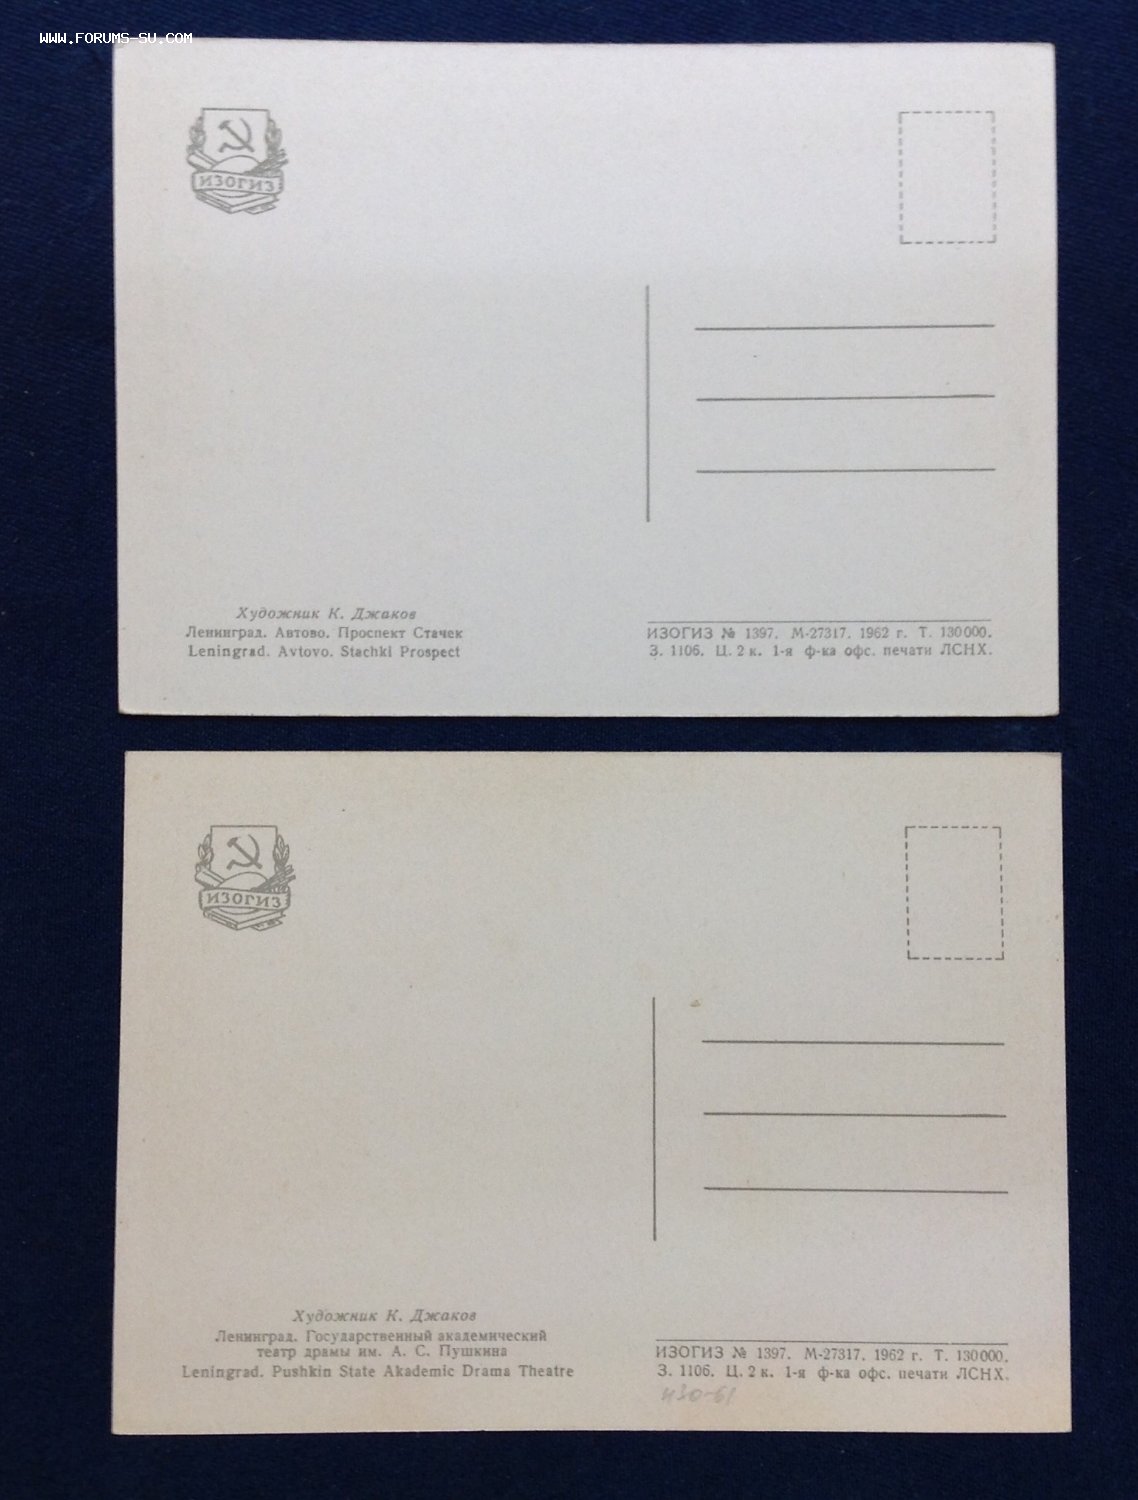 WWW.FORUMS-SU.COM
ИЗОГИЗ
Художник К. Джаков
Ленинград. Автово. Проспект Стачек
Leningrad. Avtovo. Stachki Prospect
ИЗОГИЗ № 1397. М-27317. 1962 г. Т. 130000.
З. 1106. Ц. 2 к. 1-я ф-ка офс. печати ЛСНХ.
ИЗОГИЗ
Художник К. Джаков
Ленинград. Государственный академический
театр драмы им. А. С. Пушкина
Leningrad. Pushkin State Akademic Drama Theatre
ИЗОГИЗ № 1397. М-27317. 1962 г. Т. 130000.
З. 1106. Ц. 2 к. 1-я ф-ка офс. печати ЛСНХ.